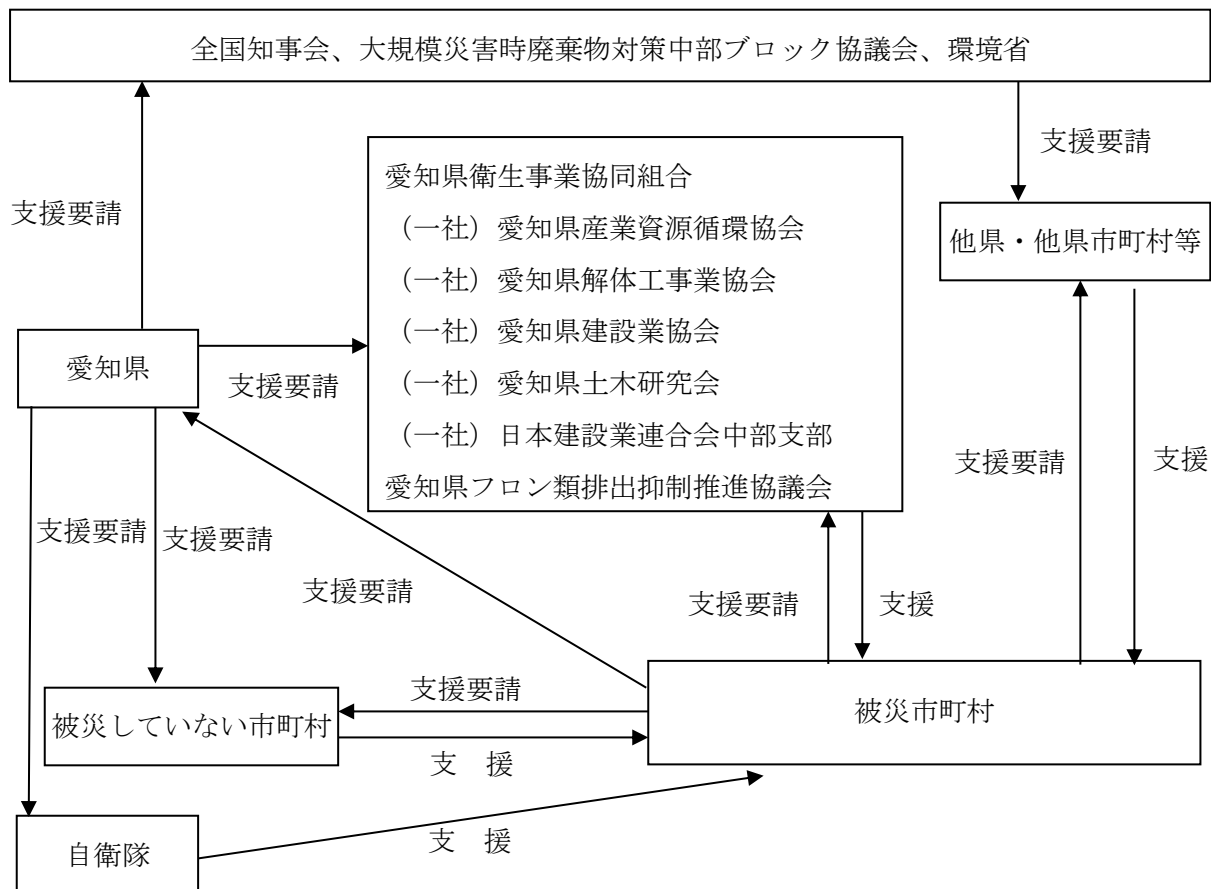 全国知事会、大規模災害時廃棄物対策中部ブロック協議会、環境省
支援要請
支援要請
愛知県衛生事業協同組合
（一社）愛知県産業資源循環協会
（一社）愛知県解体工事業協会
（一社）愛知県建設業協会
（一社）愛知県土木研究会
（一社）日本建設業連合会中部支部
愛知県フロン類排出抑制推進協議会
他県・他県市町村等
愛知県
支援要請
支援要請
支援
支援要請
支援要請
支援要請
支援要請
支援
支援要請
被災していない市町村
被災市町村
支　援
自衛隊
支　援